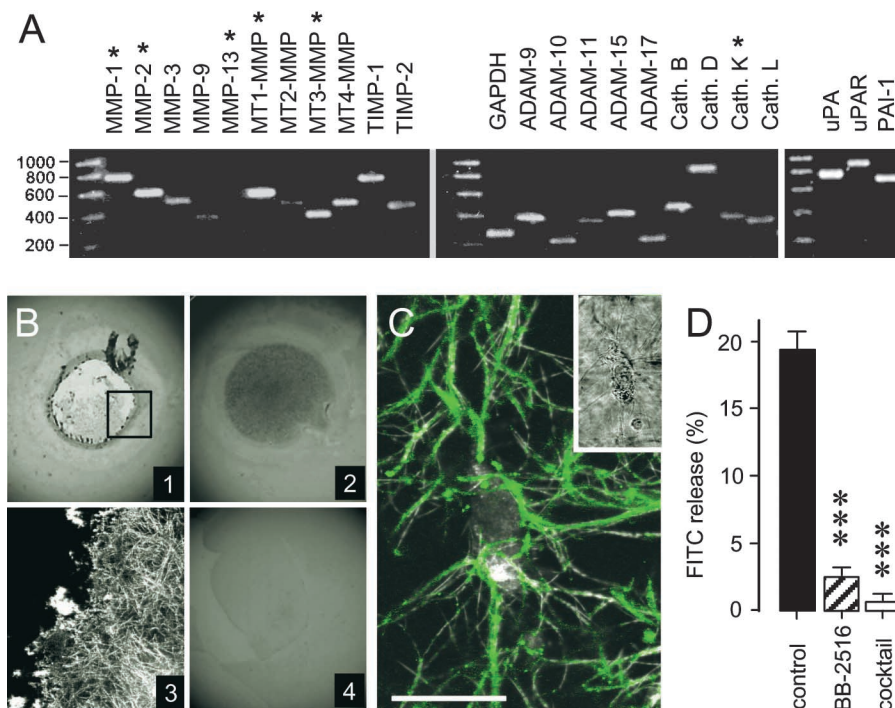 A
MMP-1 *
MMP-2 *
MMP-3
MMP-9
MMP-13 *
MT1-MMP *
MT2-MMP
MT3-MMP *
MT4-MMP
TIMP-1
TIMP-2
GAPDH
ADAM-9
ADAM-10
ADAM-11
ADAM-15
ADAM-17
Cath. B
Cath. D
Cath. K *
Cath. L
uPA
uPAR
PAI-1
1000
800
600
400
200
B
1
2
3
4
C
D
FITC release (%)
20
15
10
5
0
***
***
control
BB-2516
cocktail